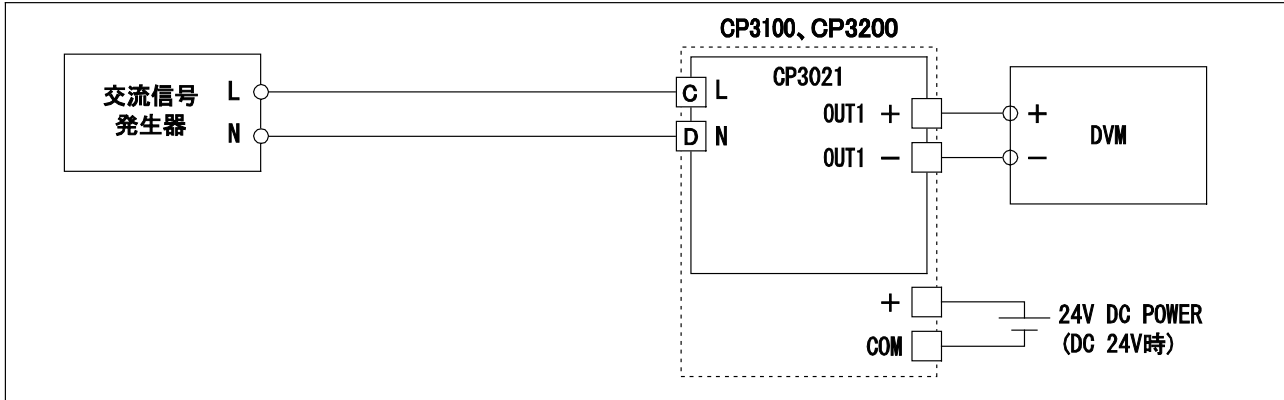 CP3100、CP3200
CP3021
交流信号
発生器
L
N
C L
D N
OUT1 +
OUT1 −
+
−
DVM
+
COM
24V DC POWER
(DC 24V時)